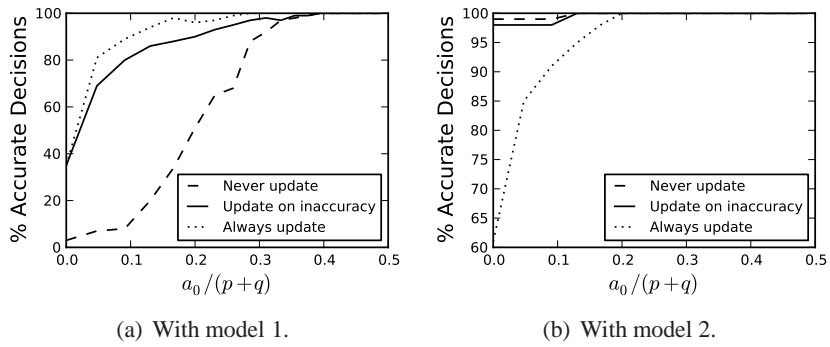 100
80
60
40
20
0
% Accurate Decisions
Never update
Update on inaccuracy
Always update
0.0 0.1 0.2 0.3 0.4 0.5
a0/(p+q)
(a) With model 1.
100
95
90
85
80
75
70
65
60
% Accurate Decisions
Never update
Update on inaccuracy
Always update
0.0 0.1 0.2 0.3 0.4 0.5
a0/(p+q)
(b) With model 2.